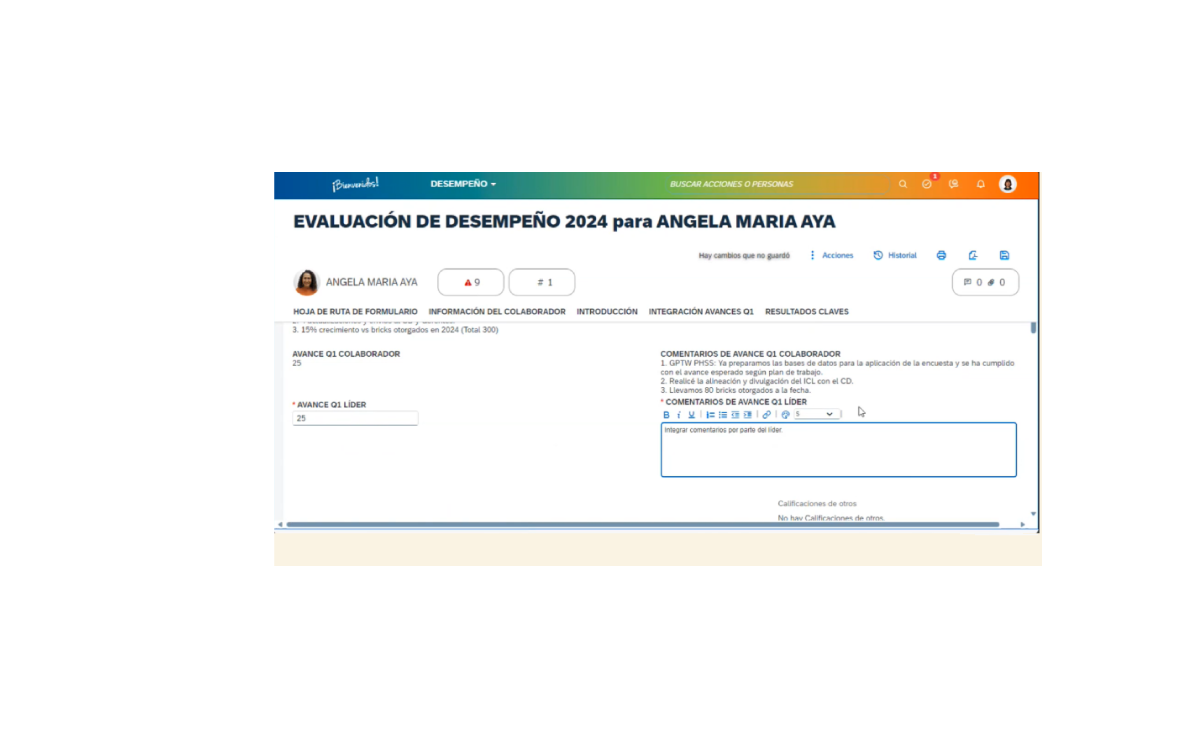 ¡Bienvenid@s!
DESEMPEÑO
BUSCAR ACCIONES O PERSONAS
1
EVALUACIÓN DE DESEMPEÑO 2024 para ANGELA MARIA AYA
Hay cambios que no guardó
Acciones
Historial
ANGELA MARIA AYA
9
# 1
0
0
HOJA DE RUTA DE FORMULARIO
INFORMACIÓN DEL COLABORADOR
INTRODUCCIÓN
INTEGRACIÓN AVANCES Q1
RESULTADOS CLAVES
3. 15% crecimiento vs bricks otorgados en 2024 (Total 300)
AVANCE Q1 COLABORADOR
25
COMENTARIOS DE AVANCE Q1 COLABORADOR
1. GPTW PHSS: Ya preparamos las bases de datos para la aplicación de la encuesta y se ha cumplido
con el avance esperado según plan de trabajo.
2. Realicé la alineación y divulgación del ICL con el CD.
3. Llevamos 80 bricks otorgados a la fecha.
* AVANCE Q1 LÍDER
25
* COMENTARIOS DE AVANCE Q1 LÍDER
B i U
5
Integrar comentarios por parte del líder.
Calificaciones de otros
No hay Calificaciones de otros.